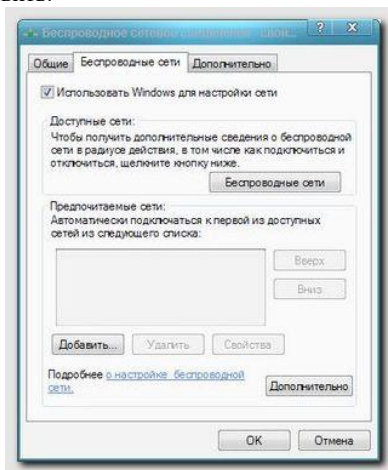 Беспроводное сетевое соединение - свой...
Общие Беспроводные сети Дополнительно
Использовать Windows для настройки сети
Доступные сети:
Чтобы получить дополнительные сведения о беспроводной
сети в радиусе действия, в том числе как подключиться и
отключиться, щелкните кнопку ниже.
Беспроводные сети
Предпочитаемые сети:
Автоматически подключаться к первой из доступных
сетей из следующего списка:
Вверх
Вниз
Добавить... Удалить Свойства
Подробнее о настройке беспроводной
сети.
Дополнительно
OK Отмена